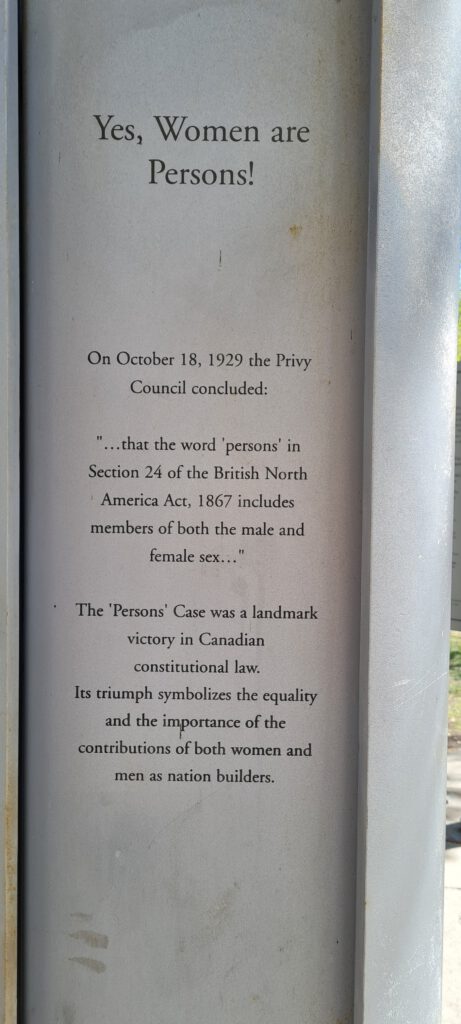 Yes, Women are
Persons!
On October 18, 1929 the Privy
Council concluded:
"...that the word 'persons' in
Section 24 of the British North
America Act, 1867 includes
members of both the male and
female sex..."
The 'Persons' Case was a landmark
victory in Canadian
constitutional law.
Its triumph symbolizes the equality
and the importance of the
contributions of both women and
men as nation builders.